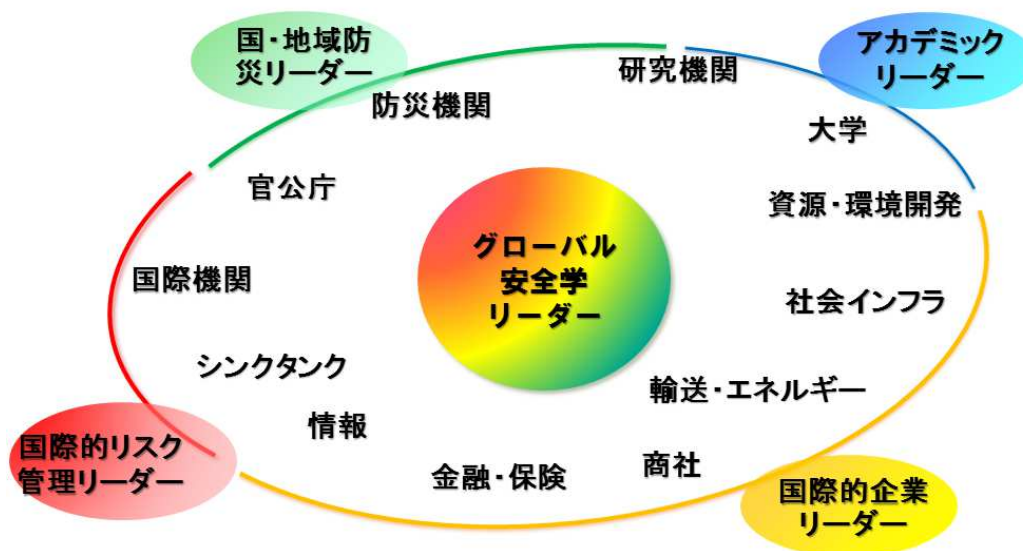 国・地域防
災リーダー
アカデミック
リーダー
研究機関
防災機関
大学
官公庁
資源・環境開発
グローバル
安全学
リーダー
国際機関
社会インフラ
シンクタンク
輸送・エネルギー
情報
国際的リスク
管理リーダー
金融・保険
商社
国際的企業
リーダー